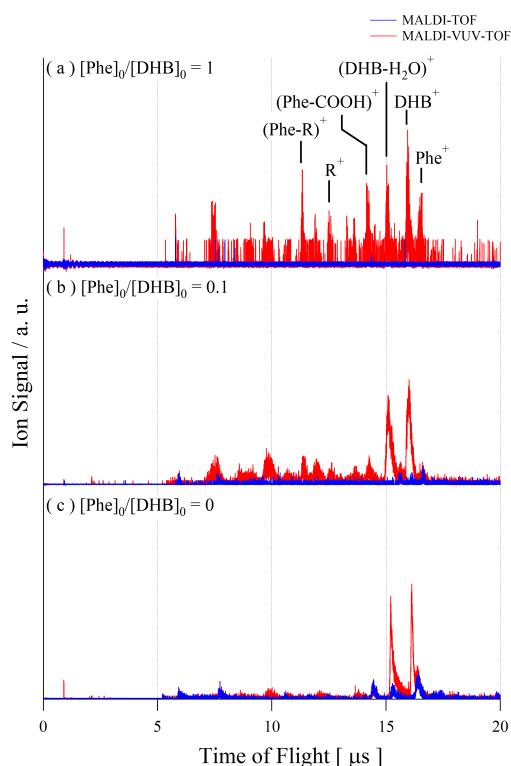 MALDI-TOF
MALDI-VUV-TOF
( a ) [Phe]₀/[DHB]₀ = 1
(DHB-H₂O)⁺
(Phe-COOH)⁺
DHB⁺
(Phe-R)⁺
Phe⁺
R⁺
( b ) [Phe]₀/[DHB]₀ = 0.1
Ion Signal / a. u.
( c ) [Phe]₀/[DHB]₀ = 0
0 5 10 15 20
Time of Flight [ μs ]